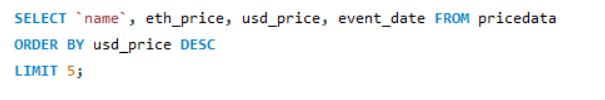 SELECT `name`, eth_price, usd_price, event_date FROM pricedata
ORDER BY usd_price DESC
LIMIT 5;